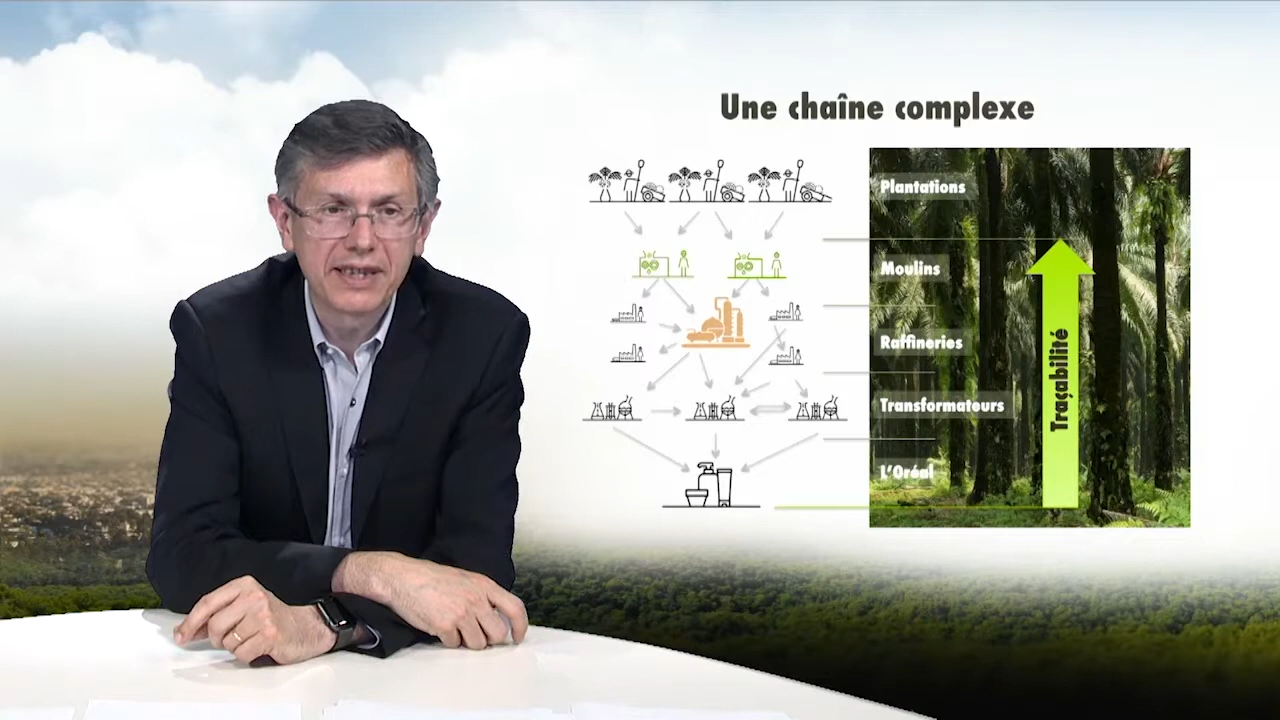 Une chaîne complexe
Plantations
Moulins
Raffineries
Transformateurs
L'Oréal
Traçabilité